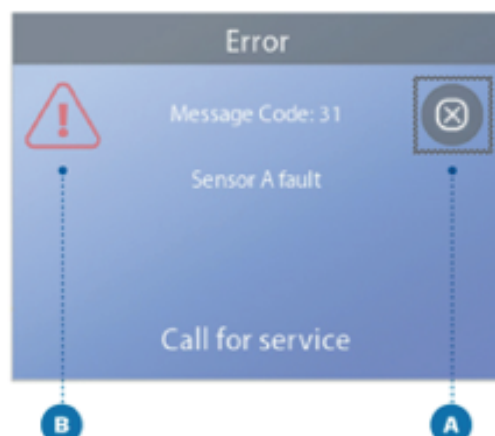 Error
Message Code: 31
Sensor A fault
Call for service
B
A